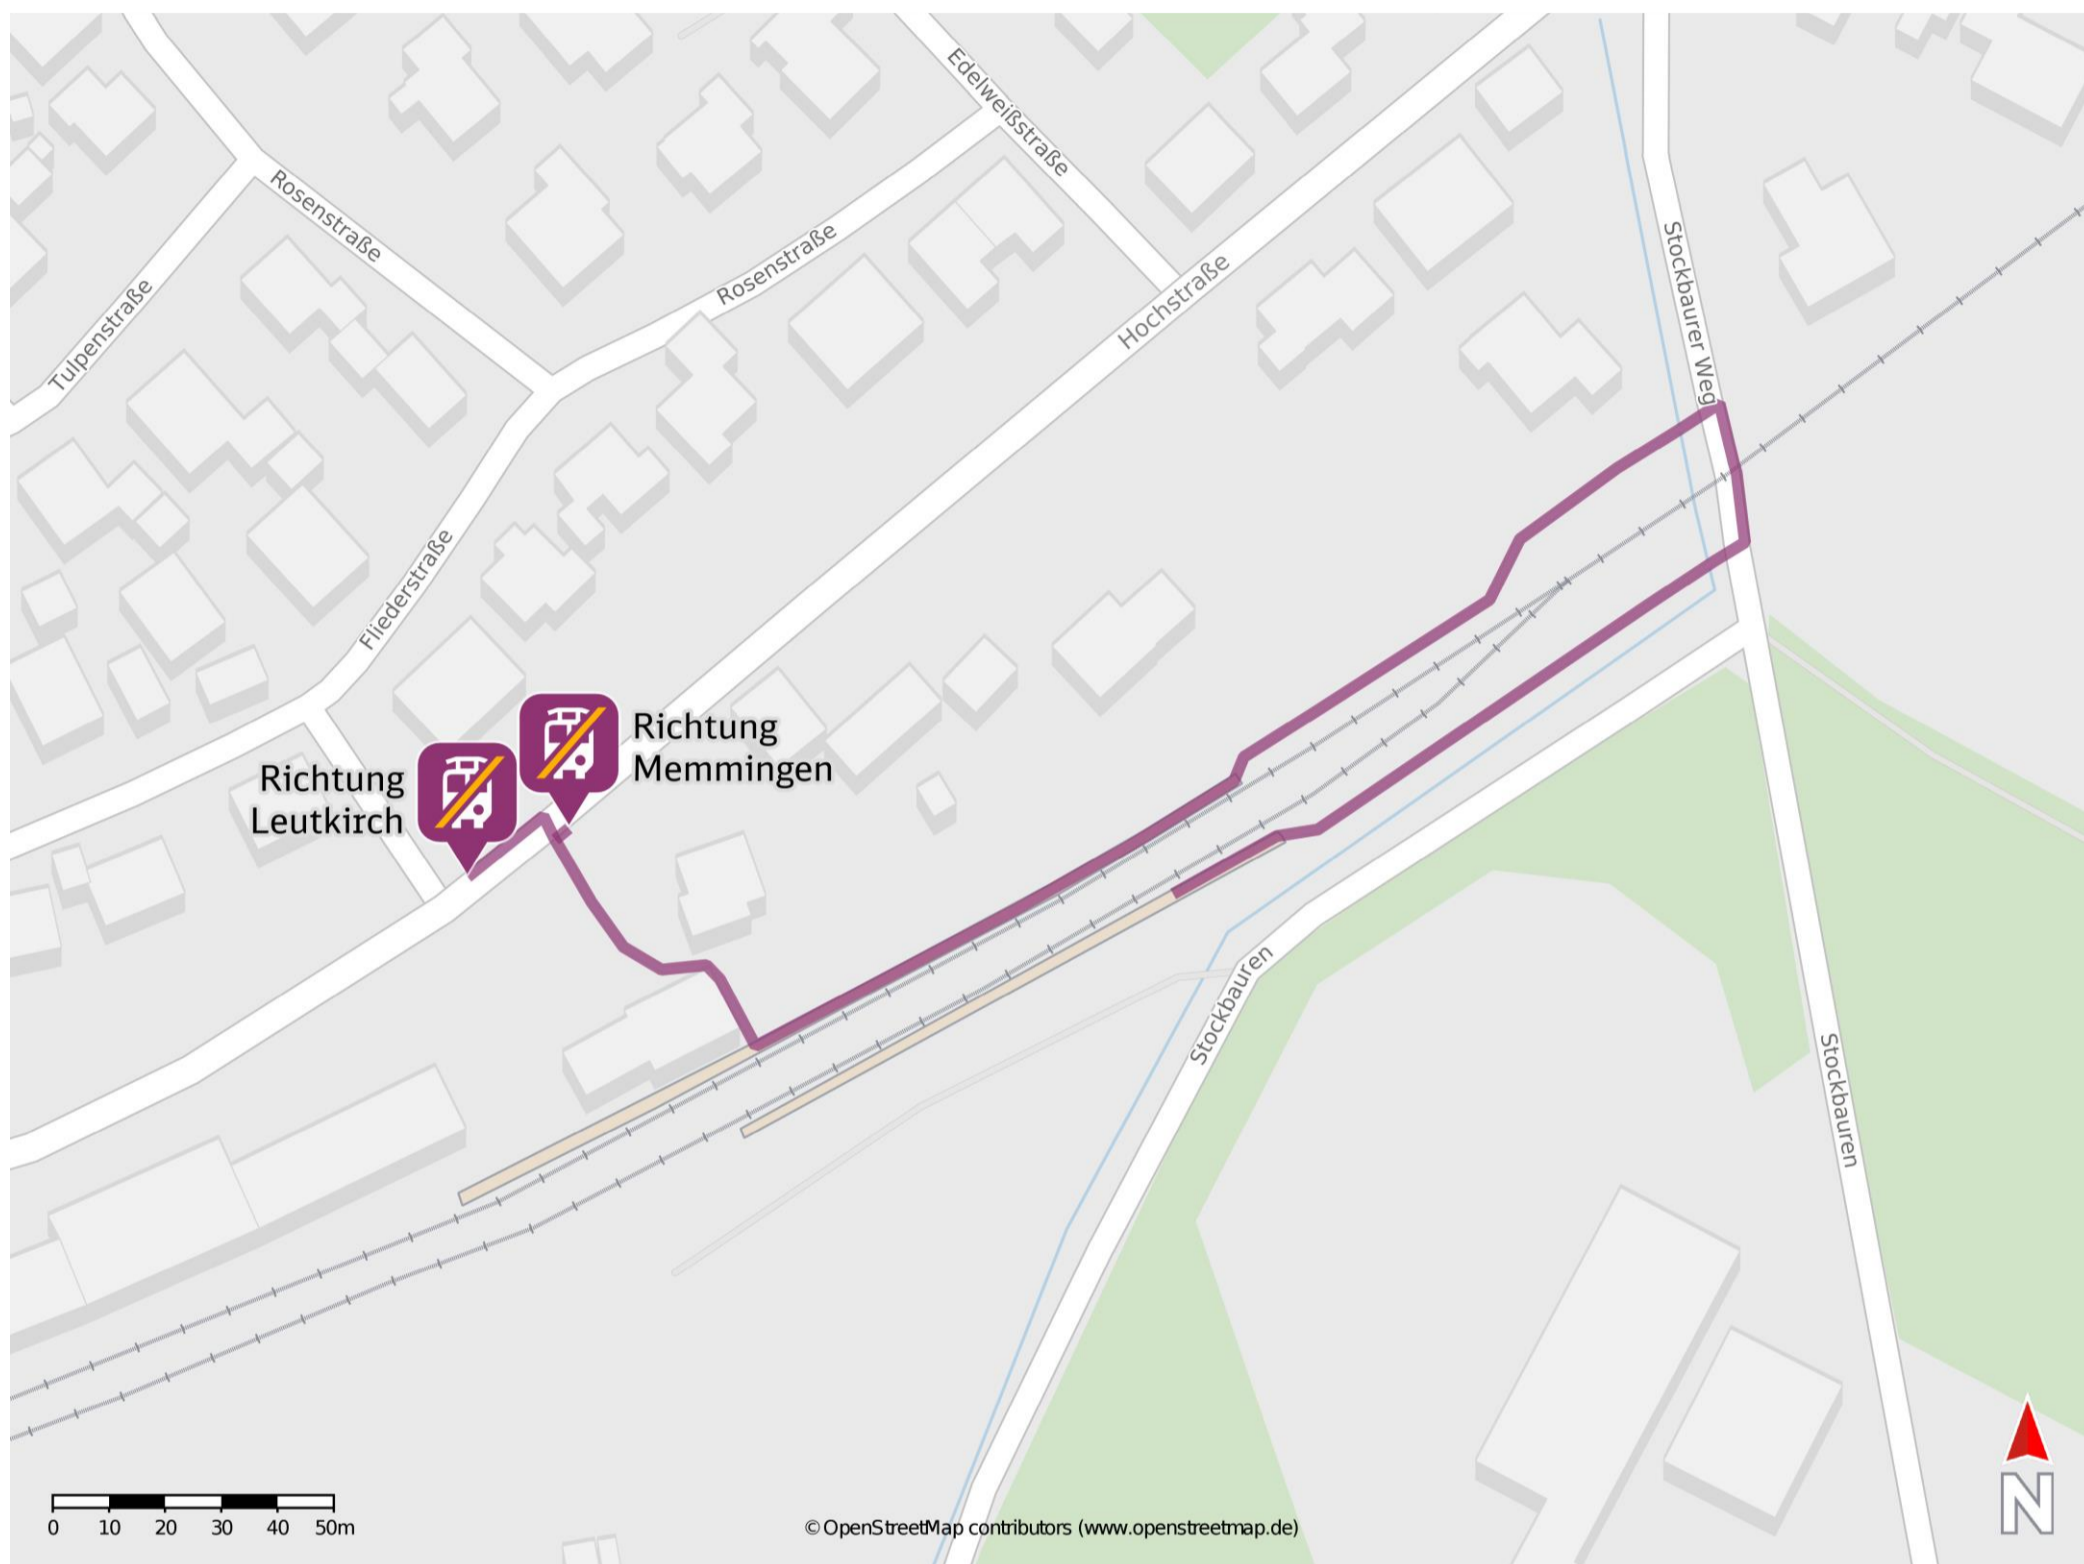 Edelweißstraße
Rosenstraße
Rosenstraße
Stockbaurer Weg
Hochstraße
Tulpenstraße
Fliederstraße
Richtung
Memmingen
Richtung
Leutkirch
Stockbauren
Stockbauren
0 10 20 30 40 50m
© OpenStreetMap contributors (www.openstreetmap.de)
N